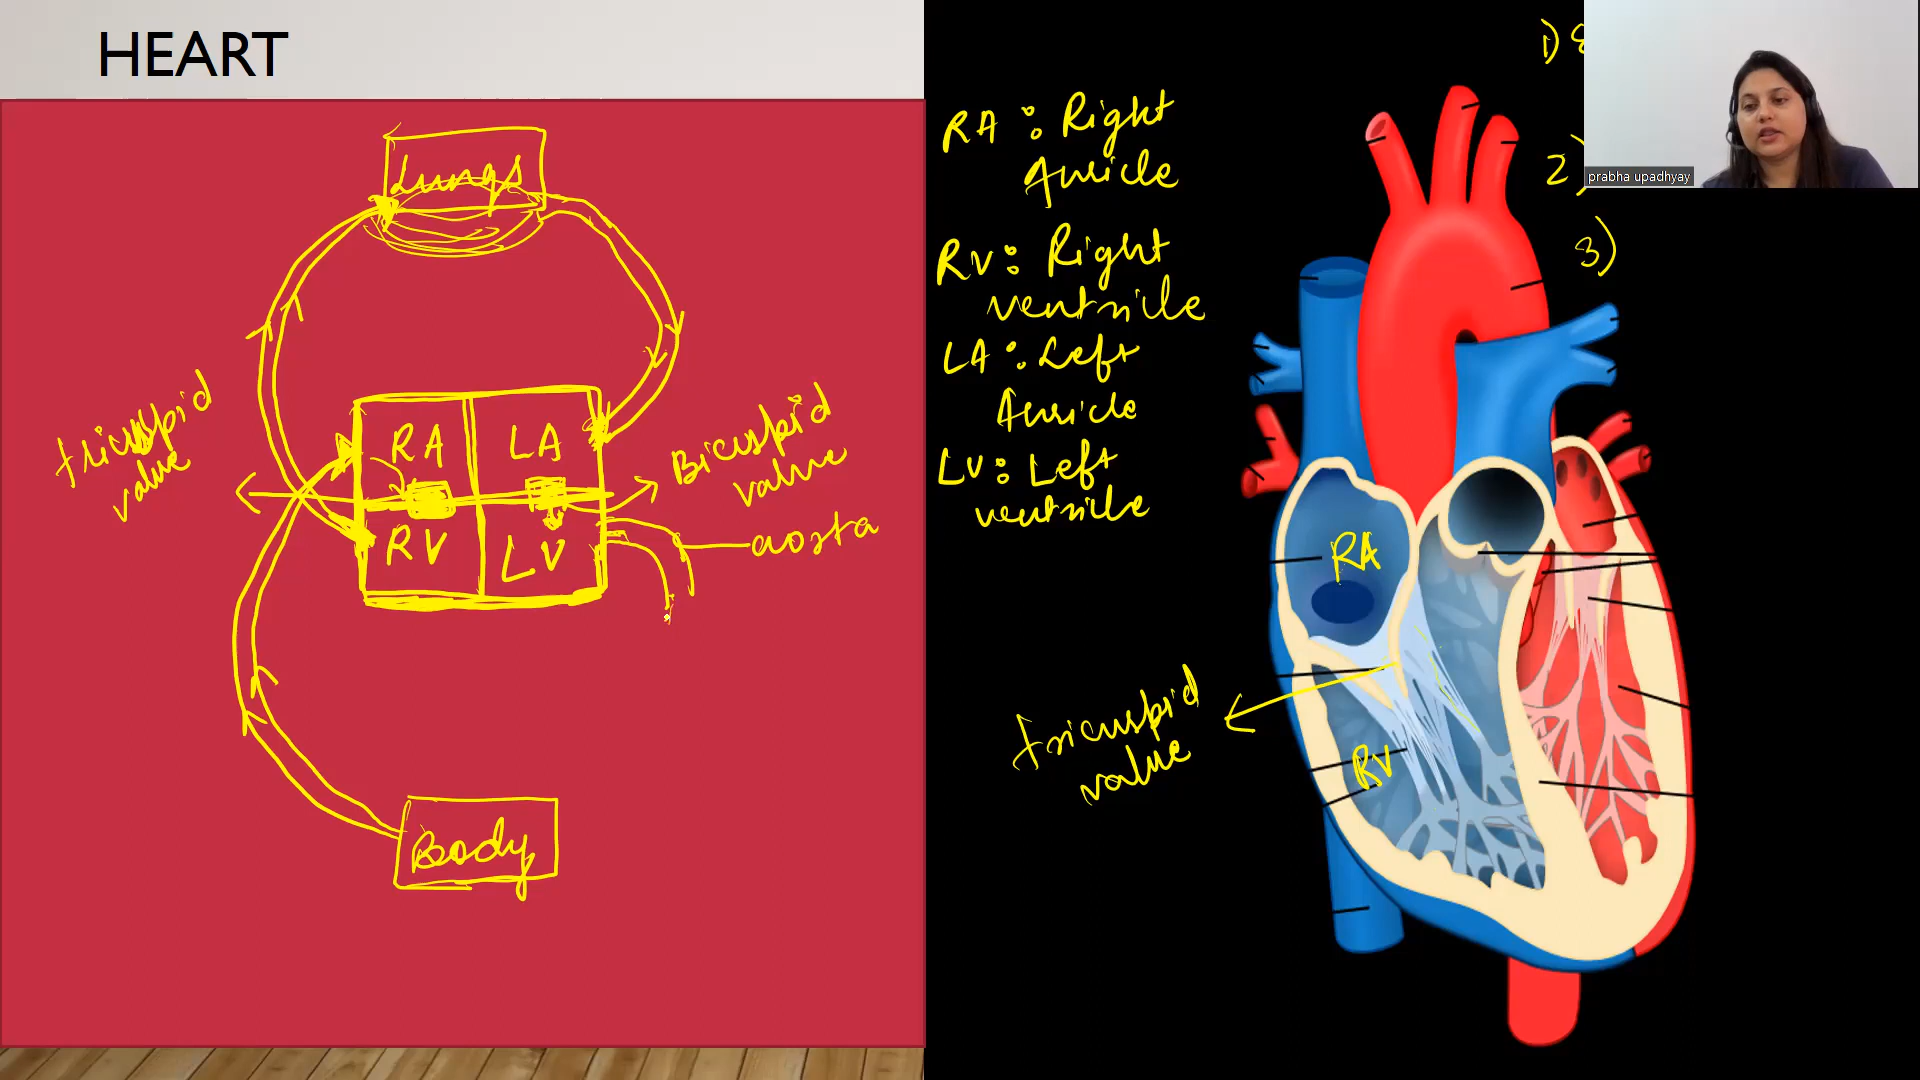 HEART
Lungs
tricuspid
valve
RA
LA
RV
LV
Bicuspid
valve
aorta
Body
RA : Right
Auricle
RV : Right
ventricle
LA : Left
Auricle
LV : Left
ventricle
RA
RV
tricuspid
valve
1)
2)
3)
prabha upadhyay